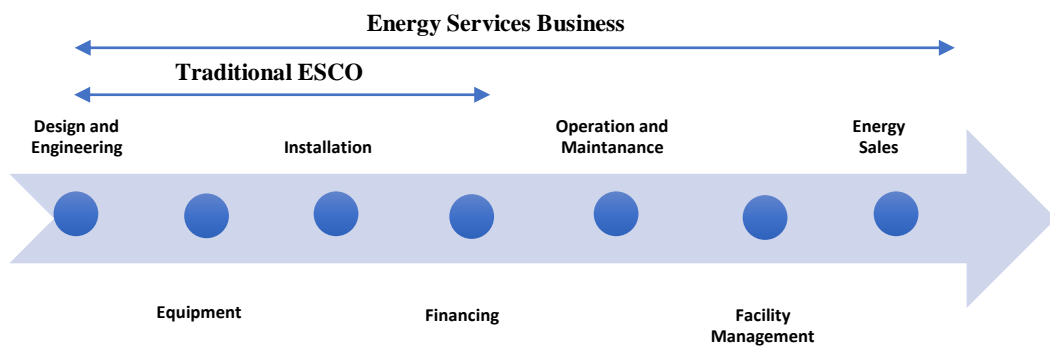 Energy Services Business
Traditional ESCO
Design and
Engineering
Installation
Operation and
Maintanance
Energy
Sales
Equipment
Financing
Facility
Management